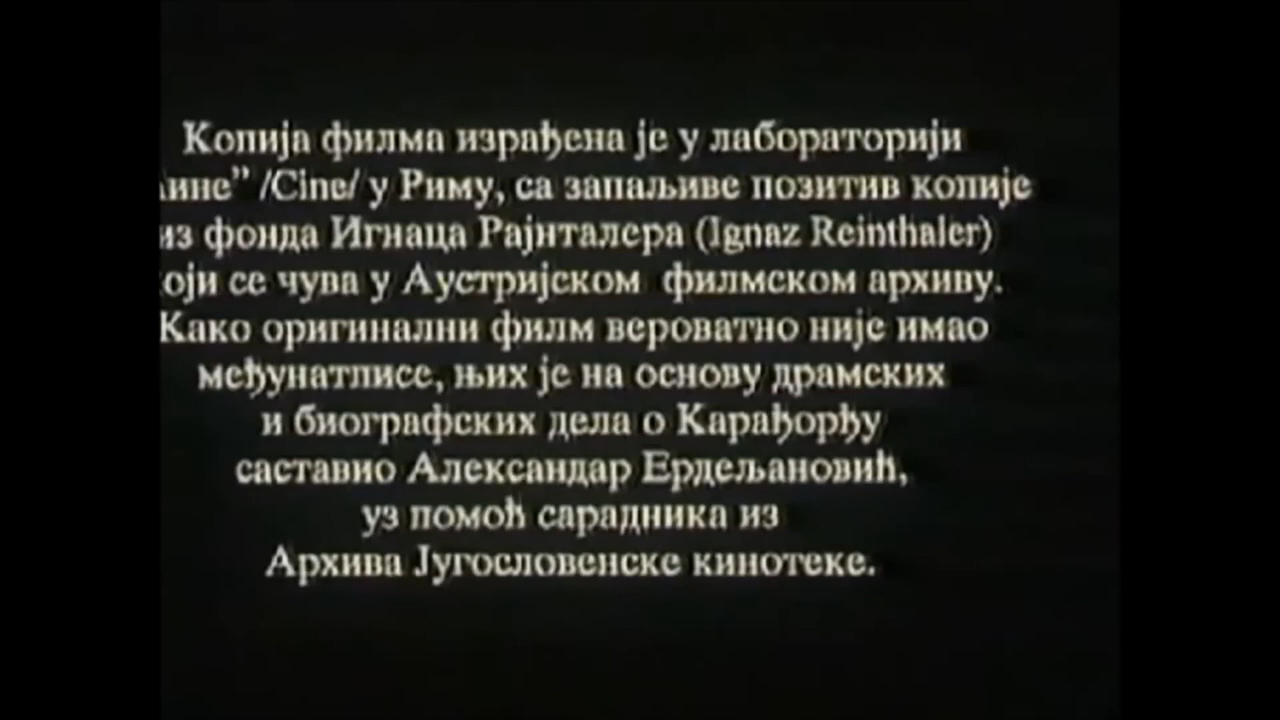 Копија филма израђена је у лабораторији
ине” /Cine/ у Риму, са запаљиве позитив копије
из фонда Игнаца Рајнталера (Ignaz Reinthaler)
оји се чува у Аустријском филмском архиву.
Како оригинални филм вероватно није имао
међунатписе, њих је на основу драмских
и биографских дела о Карађорђу
саставио Александар Ердељановић,
уз помоћ сарадника из
Архива Југословенске кинотеке.